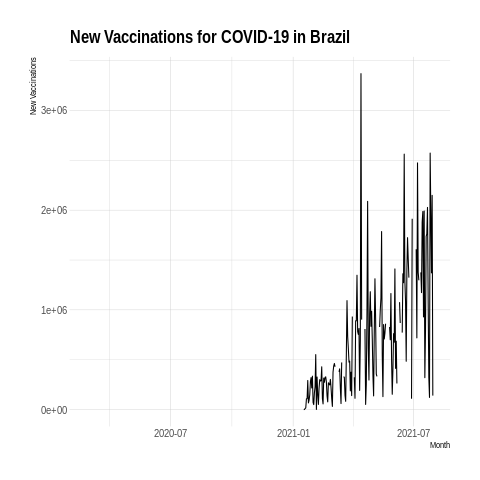 New Vaccinations for COVID-19 in Brazil
New Vaccinations
3e+06
2e+06
1e+06
0e+00
2020-07 2021-01 2021-07
Month